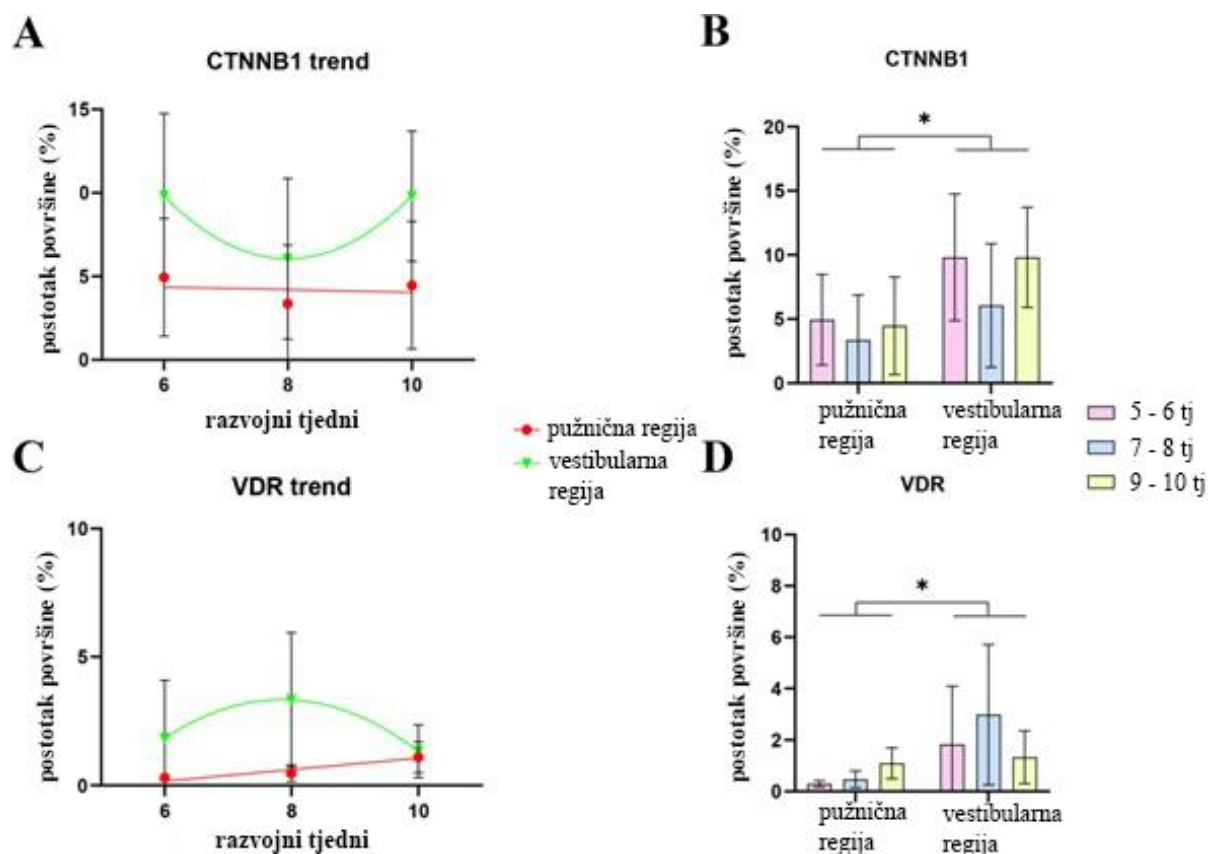 A
CTNNB1 trend
postotak površine (%)
15
0
5
0
6
8
10
razvojni tjedni
B
CTNNB1
postotak površine (%)
20
15
10
5
0
*
pužnična
regija
vestibularna
regija
pužnična regija
vestibularna
regija
5 - 6 tj
7 - 8 tj
9 - 10 tj
C
VDR trend
postotak površine (%)
10
5
0
6
8
10
razvojni tjedni
D
VDR
postotak površine (%)
10
8
6
4
2
0
*
pužnična
regija
vestibularna
regija